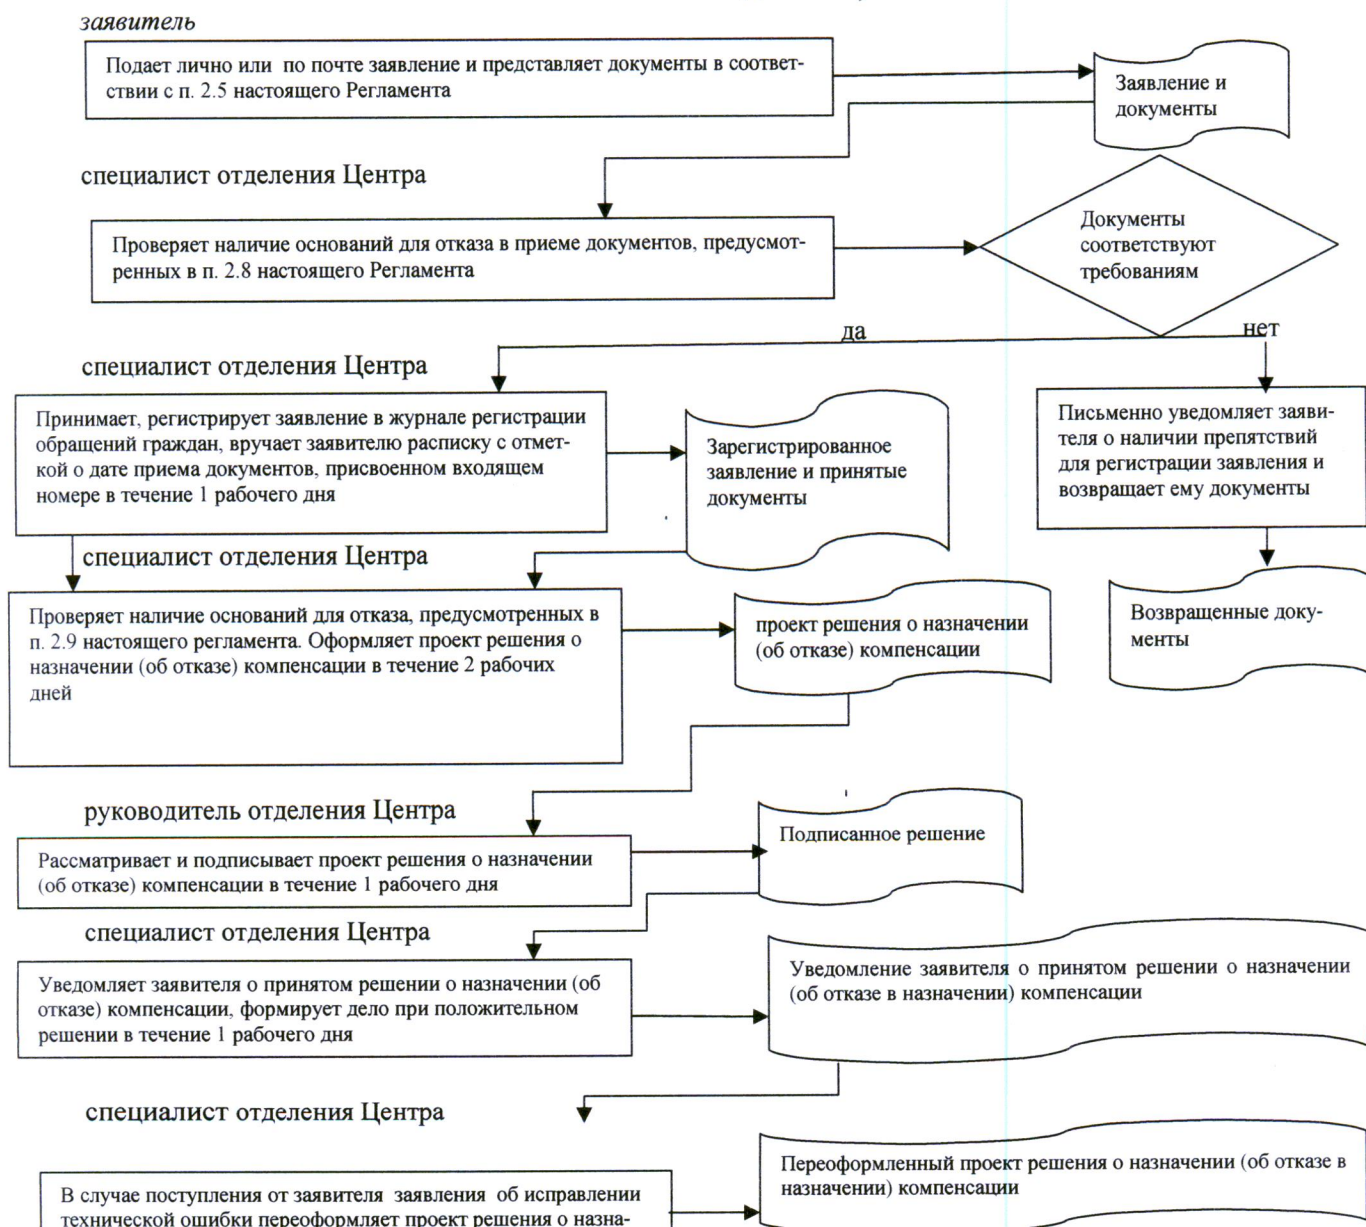 заявитель
Подает лично или по почте заявление и представляет документы в соответ-
ствии с п. 2.5 настоящего Регламента
Заявление и
документы
специалист отделения Центра
Проверяет наличие оснований для отказа в приеме документов, предусмот-
ренных в п. 2.8 настоящего Регламента
Документы
соответствуют
требованиям
да
нет
специалист отделения Центра
Принимает, регистрирует заявление в журнале регистрации
обращений граждан, вручает заявителю расписку с отмет-
кой о дате приема документов, присвоенном входящем
номере в течение 1 рабочего дня
Зарегистрированное
заявление и принятые
документы
Письменно уведомляет заяви-
теля о наличии препятствий
для регистрации заявления и
возвращает ему документы
специалист отделения Центра
Проверяет наличие оснований для отказа, предусмотренных в
п. 2.9 настоящего регламента. Оформляет проект решения о
назначении (об отказе) компенсации в течение 2 рабочих
дней
проект решения о назначении
(об отказе) компенсации
Возвращенные доку-
менты
руководитель отделения Центра
Рассматривает и подписывает проект решения о назначении
(об отказе) компенсации в течение 1 рабочего дня
Подписанное решение
специалист отделения Центра
Уведомляет заявителя о принятом решении о назначении (об
отказе) компенсации, формирует дело при положительном
решении в течение 1 рабочего дня
Уведомление заявителя о принятом решении о назначении
(об отказе в назначении) компенсации
специалист отделения Центра
В случае поступления от заявителя заявления об исправлении
технической ошибки переоформляет проект решения о назна-
Переоформленный проект решения о назначении (об отказе в
назначении) компенсации